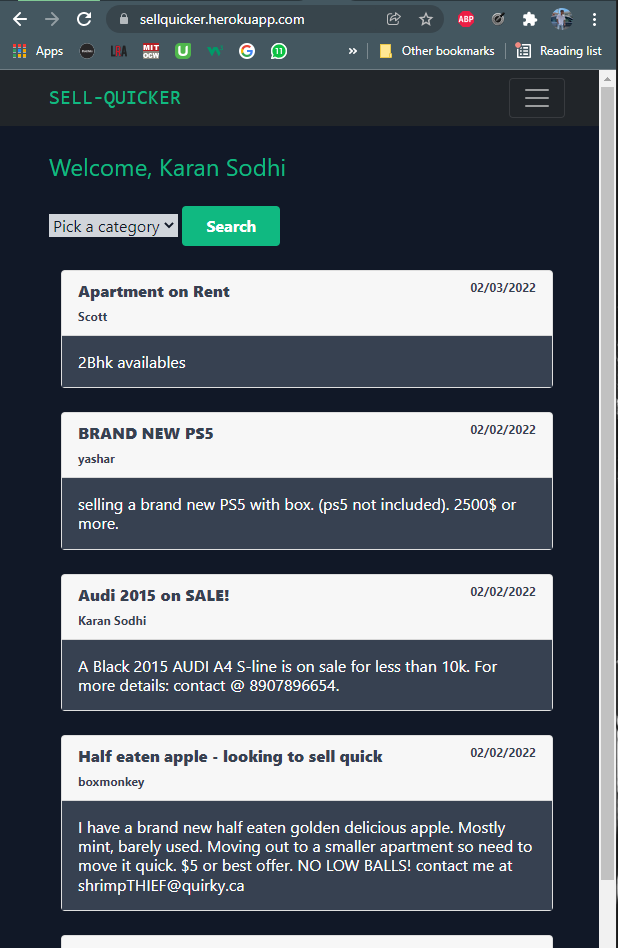 sellquicker.herokuapp.com
ABP
Apps
LEA
MIT
OCW
U
G
11
»
Other bookmarks
Reading list
SELL-QUICKER
Welcome, Karan Sodhi
Pick a category
Search
Apartment on Rent
02/03/2022
Scott
2Bhk availables
BRAND NEW PS5
02/02/2022
yashar
selling a brand new PS5 with box. (ps5 not included). 2500$ or
more.
Audi 2015 on SALE!
02/02/2022
Karan Sodhi
A Black 2015 AUDI A4 S-line is on sale for less than 10k. For
more details: contact @ 8907896654.
Half eaten apple - looking to sell quick
02/02/2022
boxmonkey
I have a brand new half eaten golden delicious apple. Mostly
mint, barely used. Moving out to a smaller apartment so need to
move it quick. $5 or best offer. NO LOW BALLS! contact me at
shrimpTHIEF@quirky.ca